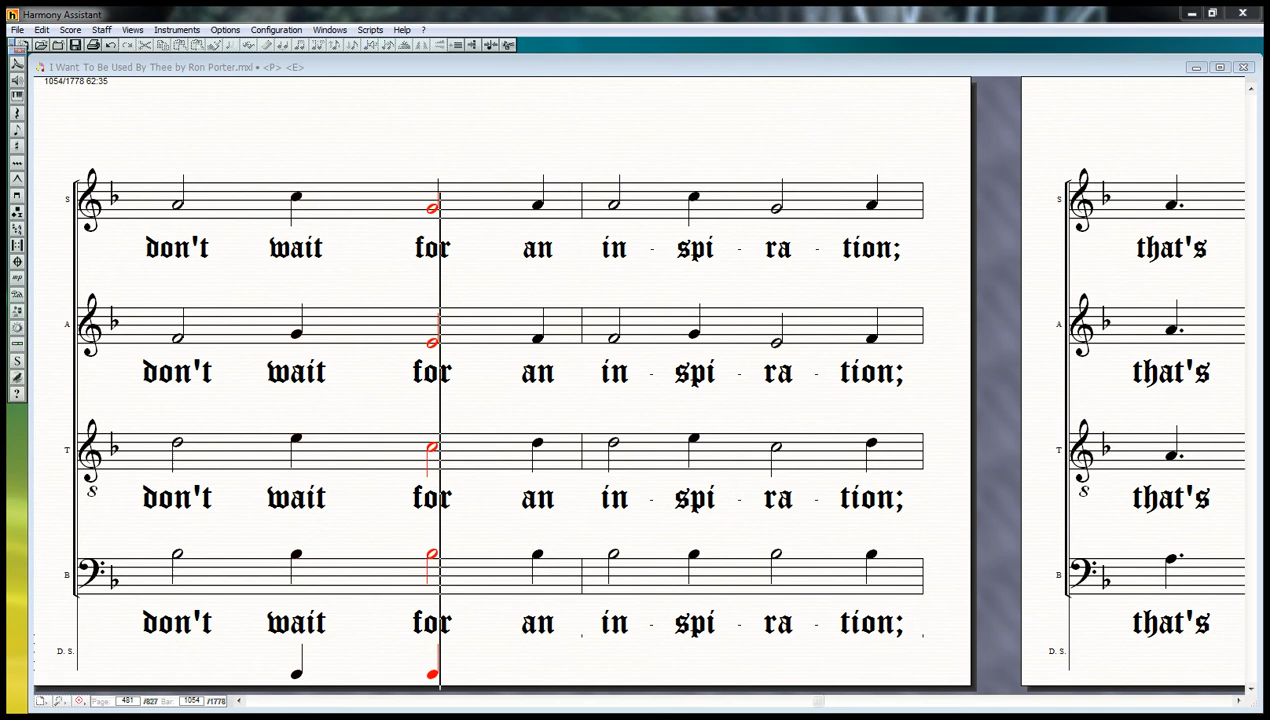 Harmony Assistant
File Edit Score Staff Views Instruments Options Configuration Windows Scripts Help ?
I Want To Be Used By Thee by Ron Porter.mxl • <P> <E>
1054/1778 62:35
S
don't wait for an in - spi - ra - tion;
S
that's
A
don't wait for an in - spi - ra - tion;
A
that's
T
8
don't wait for an in - spi - ra - tion;
T
8
that's
B
don't wait for an in - spi - ra - tion;
B
that's
D. S.
D. S.
Page: 481 /827 Bar: 1054 /1778